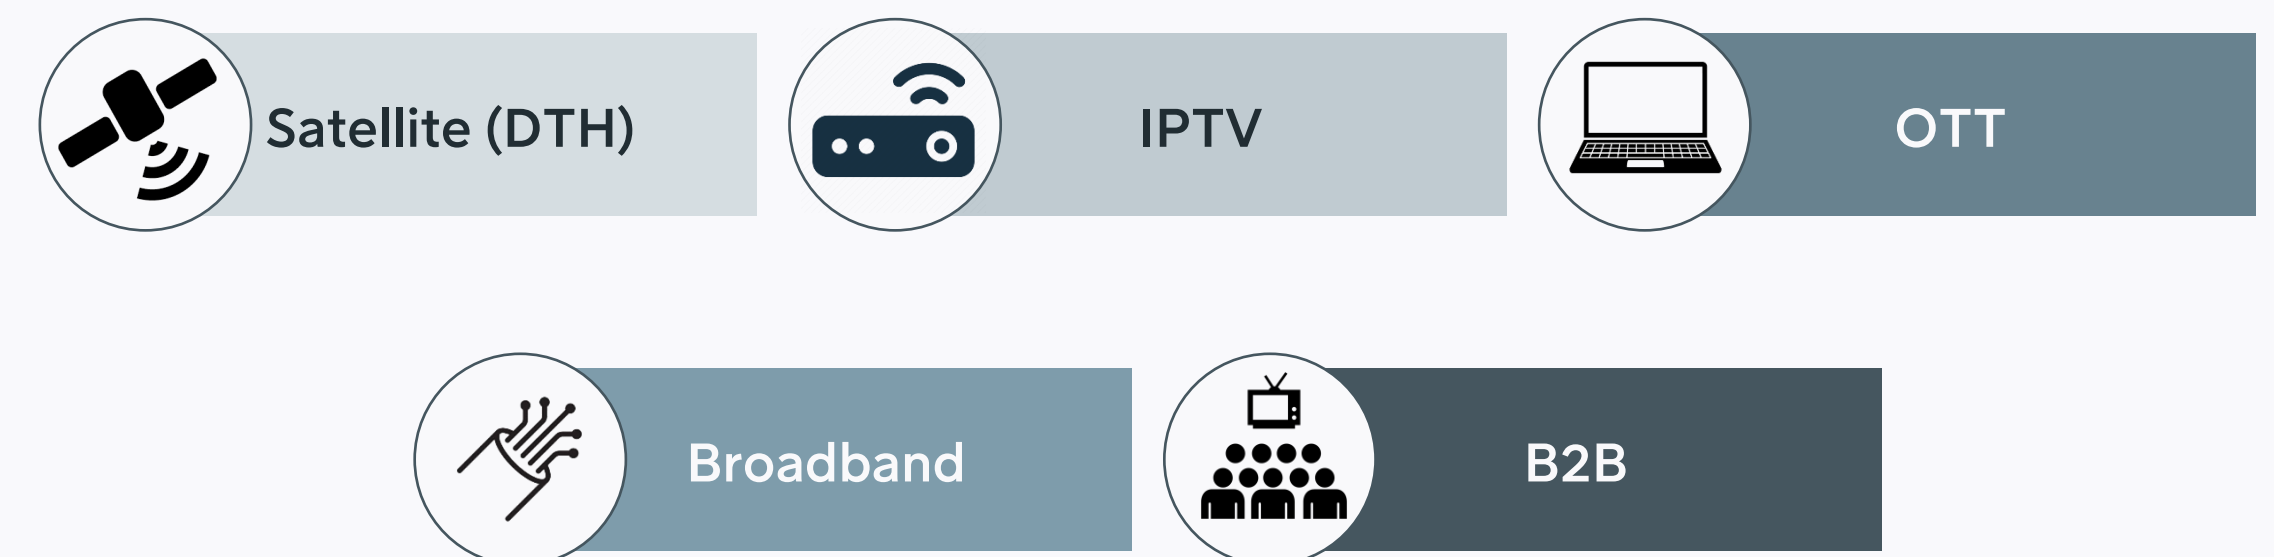 Satellite (DTH)
IPTV
OTT
Broadband
B2B